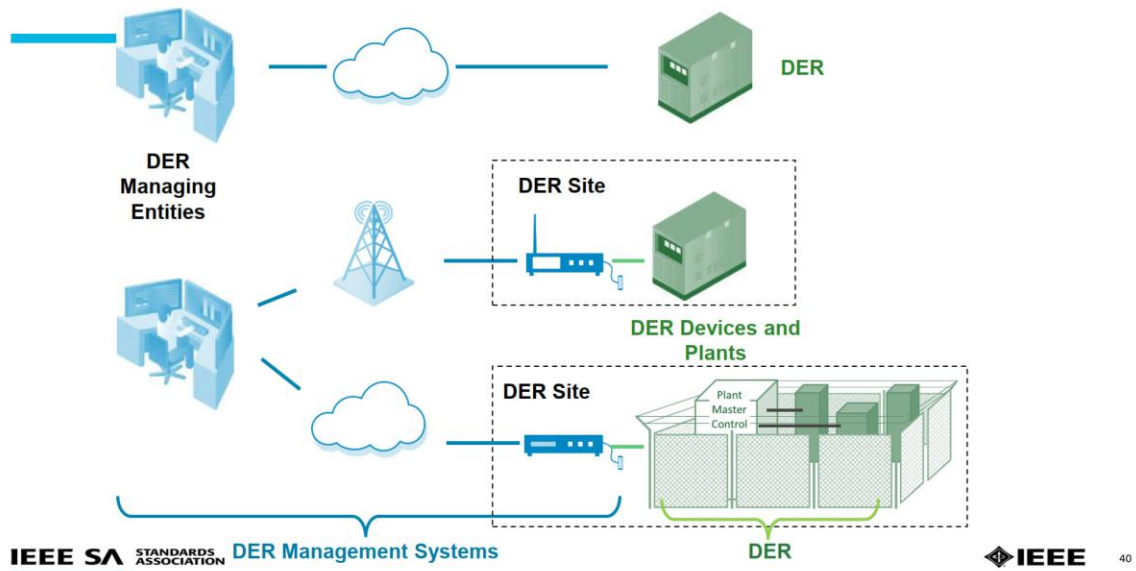 DER
DER
Managing
Entities
DER Site
DER Devices and
Plants
DER Site
Plant
Master
Control
DER Management Systems
DER
IEEE SA STANDARDS
ASSOCIATION
IEEE
40